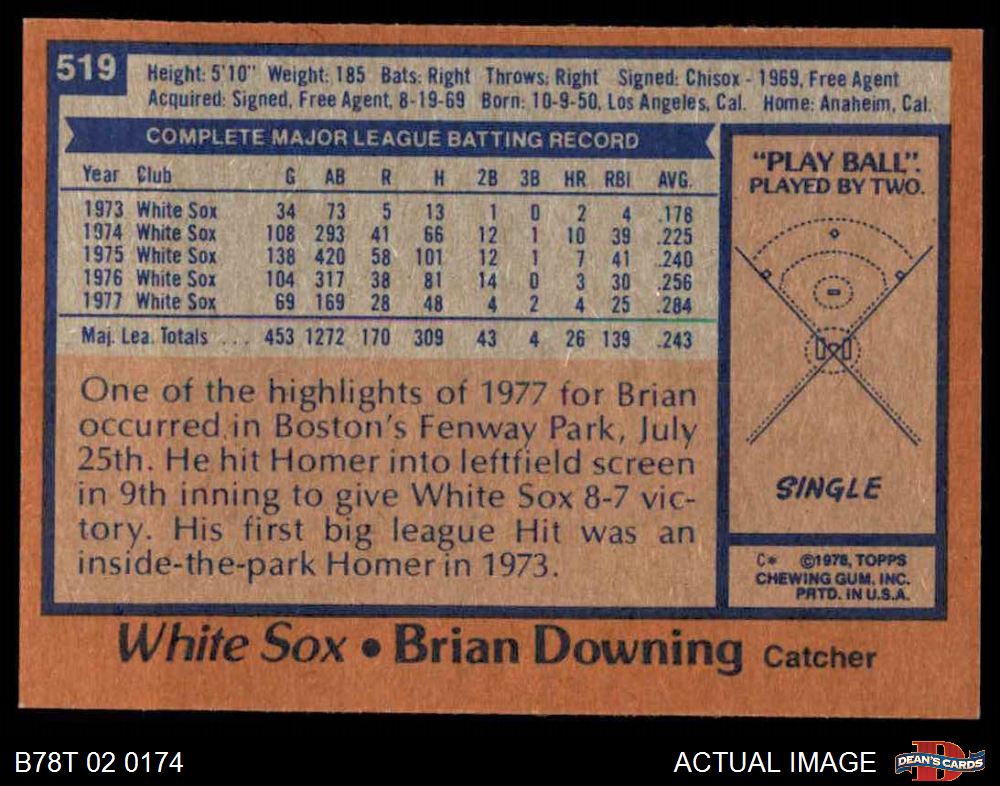 519
Height: 5'10" Weight: 185 Bats: Right Throws: Right Signed: Chisox - 1969, Free Agent
Acquired: Signed, Free Agent, 8-19-69 Born: 10-9-50, Los Angeles, Cal. Home: Anaheim, Cal.
COMPLETE MAJOR LEAGUE BATTING RECORD
Year Club G AB R H 2B 3B HR RBI AVG.
1973 White Sox 34 73 5 13 1 0 2 4 .178
1974 White Sox 108 293 41 66 12 1 10 39 .225
1975 White Sox 138 420 58 101 12 1 7 41 .240
1976 White Sox 104 317 38 81 14 0 3 30 .256
1977 White Sox 69 169 28 48 4 2 4 25 .284
Maj. Lea. Totals ... 453 1272 170 309 43 4 26 139 .243
One of the highlights of 1977 for Brian
occurred in Boston's Fenway Park, July
25th. He hit Homer into leftfield screen
in 9th inning to give White Sox 8-7 vic-
tory. His first big league Hit was an
inside-the-park Homer in 1973.
"PLAY BALL".
PLAYED BY TWO.
SINGLE
C* ©1978, TOPPS
CHEWING GUM, INC.
PRTD. IN U.S.A.
White Sox • Brian Downing Catcher
B78T 02 0174
ACTUAL IMAGE
D
DEAN'S CARDS